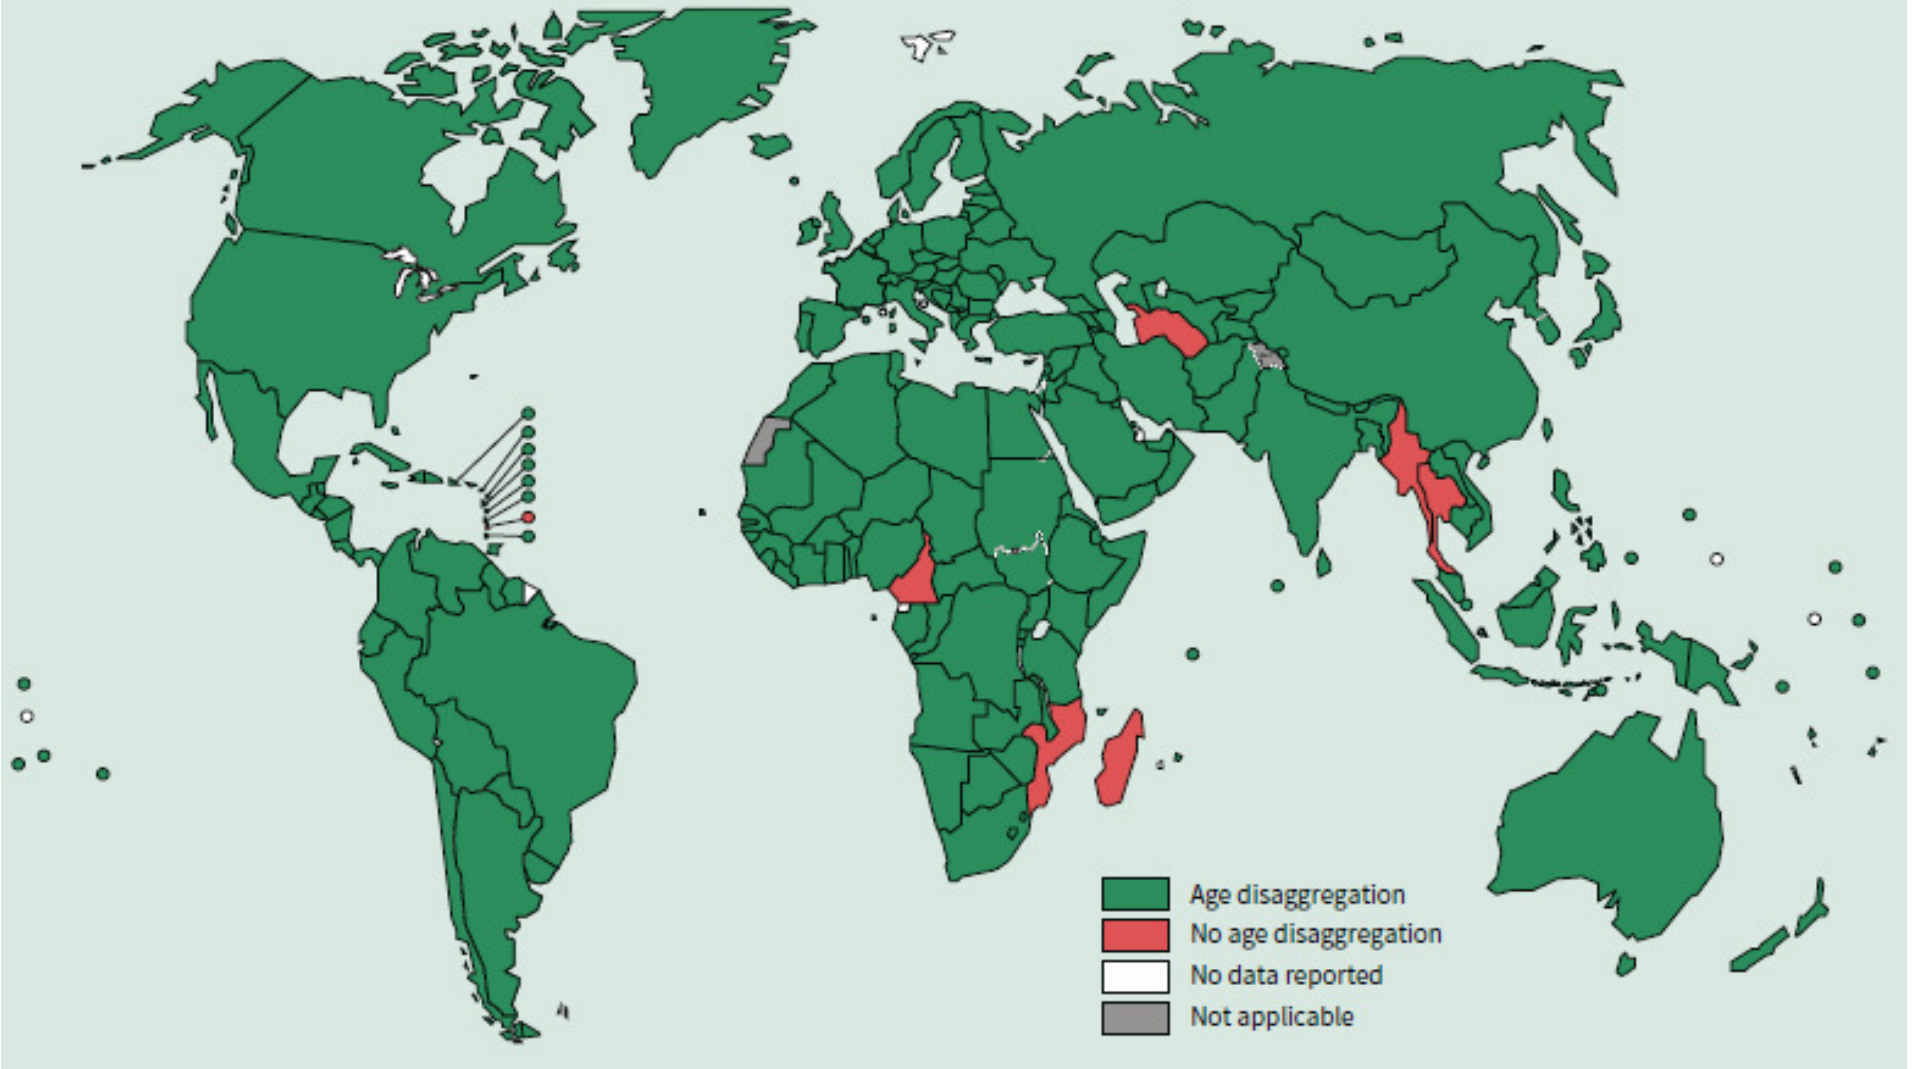 Age disaggregation
No age disaggregation
No data reported
Not applicable